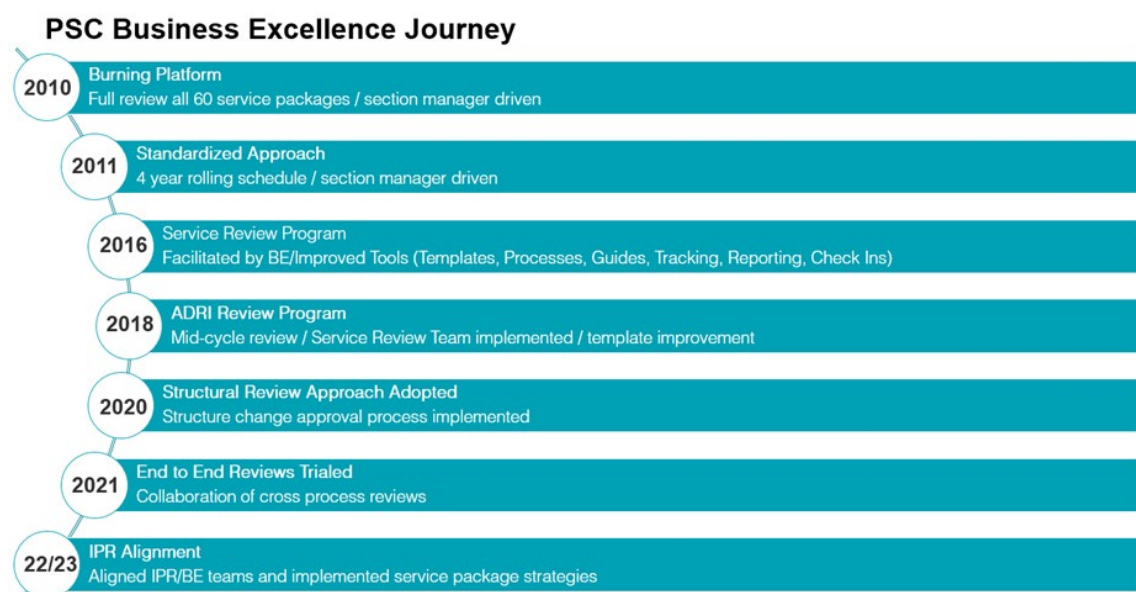 PSC Business Excellence Journey
2010
Burning Platform
Full review all 60 service packages / section manager driven
2011
Standardized Approach
4 year rolling schedule / section manager driven
2016
Service Review Program
Facilitated by BE/Improved Tools (Templates, Processes, Guides, Tracking, Reporting, Check Ins)
2018
ADRI Review Program
Mid-cycle review / Service Review Team implemented / template improvement
2020
Structural Review Approach Adopted
Structure change approval process implemented
2021
End to End Reviews Trialed
Collaboration of cross process reviews
22/23
IPR Alignment
Aligned IPR/BE teams and implemented service package strategies